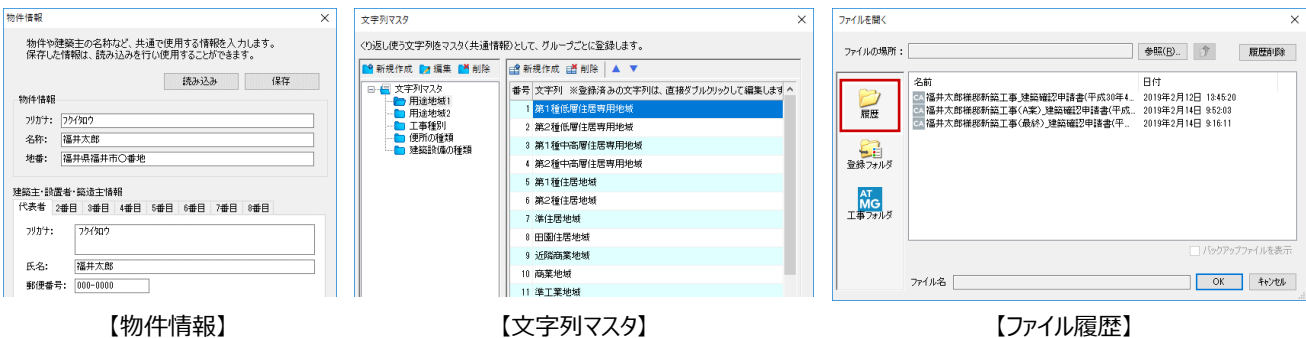 物件情報
物件や建築主の名称など、共通で使用する情報を入力します。
保存した情報は、読み込みを行い使用することができます。
読み込み
保存
物件情報
フリガナ: フクイタロウ
名称: 福井太郎
地番: 福井県福井市〇番地
建築主・設置者・築造主情報
代表者 2番目 3番目 4番目 5番目 6番目 7番目 8番目
フリガナ: フクイタロウ
氏名: 福井太郎
郵便番号: 000-0000
【物件情報】
文字列マスタ
くり返し使う文字列をマスタ(共通情報)として、グループごとに登録します。
新規作成 編集 削除
文字列マスタ
用途地域1
用途地域2
工事種別
便所の種類
建築設備の種類
新規作成 削除
番号 文字列 ※登録済みの文字列は、直接ダブルクリックして編集します
1 第1種低層住居専用地域
2 第2種低層住居専用地域
3 第1種中高層住居専用地域
4 第2種中高層住居専用地域
5 第1種住居地域
6 第2種住居地域
7 準住居地域
8 田園住居地域
9 近隣商業地域
10 商業地域
11 準工業地域
【文字列マスタ】
ファイルを開く
ファイルの場所:
参照(R)...
履歴削除
履歴
登録フォルダ
ATMG
工事フォルダ
名前 日付
福井太郎様邸新築工事_建築確認申請書(平成30年4... 2019年2月12日 13:45:20
福井太郎様邸新築工事(A案)_建築確認申請書(平成... 2019年2月14日 9:52:03
福井太郎様邸新築工事(最終)_建築確認申請書(平... 2019年2月14日 9:16:11
バックアップファイルを表示
ファイル名
OK
キャンセル
【ファイル履歴】